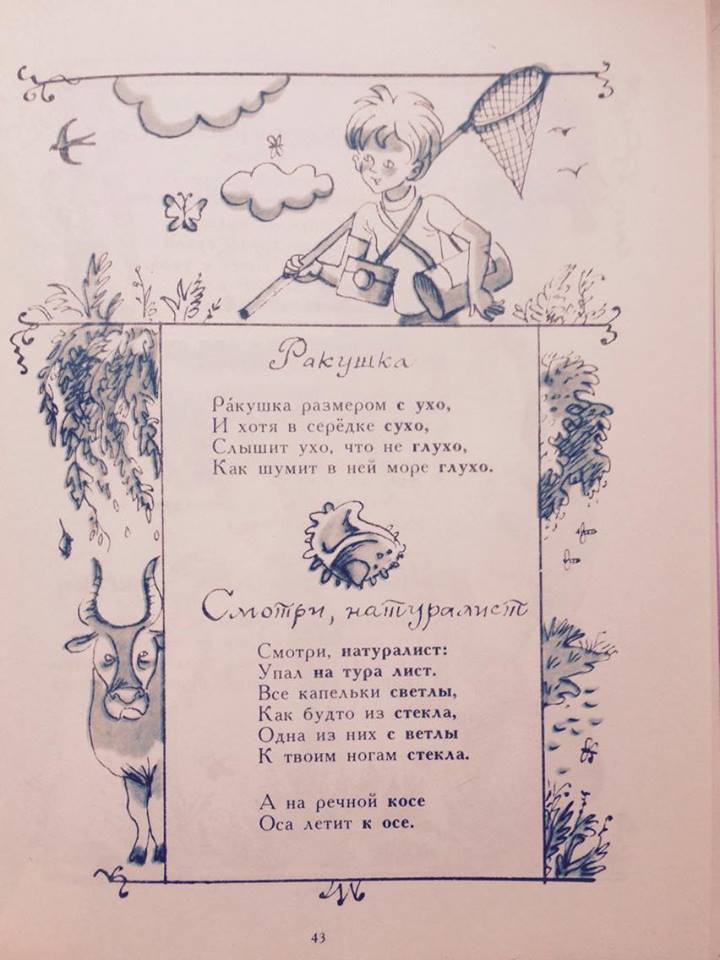 Ракушка
Ра́кушка размером с ухо,
И хотя в серёдке сухо,
Слышит ухо, что не глухо,
Как шумит в ней море глухо.
Смотри, натуралист
Смотри, натуралист:
Упал на тура лист.
Все капельки светлы,
Как будто из стекла,
Одна из них с ветлы
К твоим ногам стекла.
А на речной косе
Оса летит к осе.
43